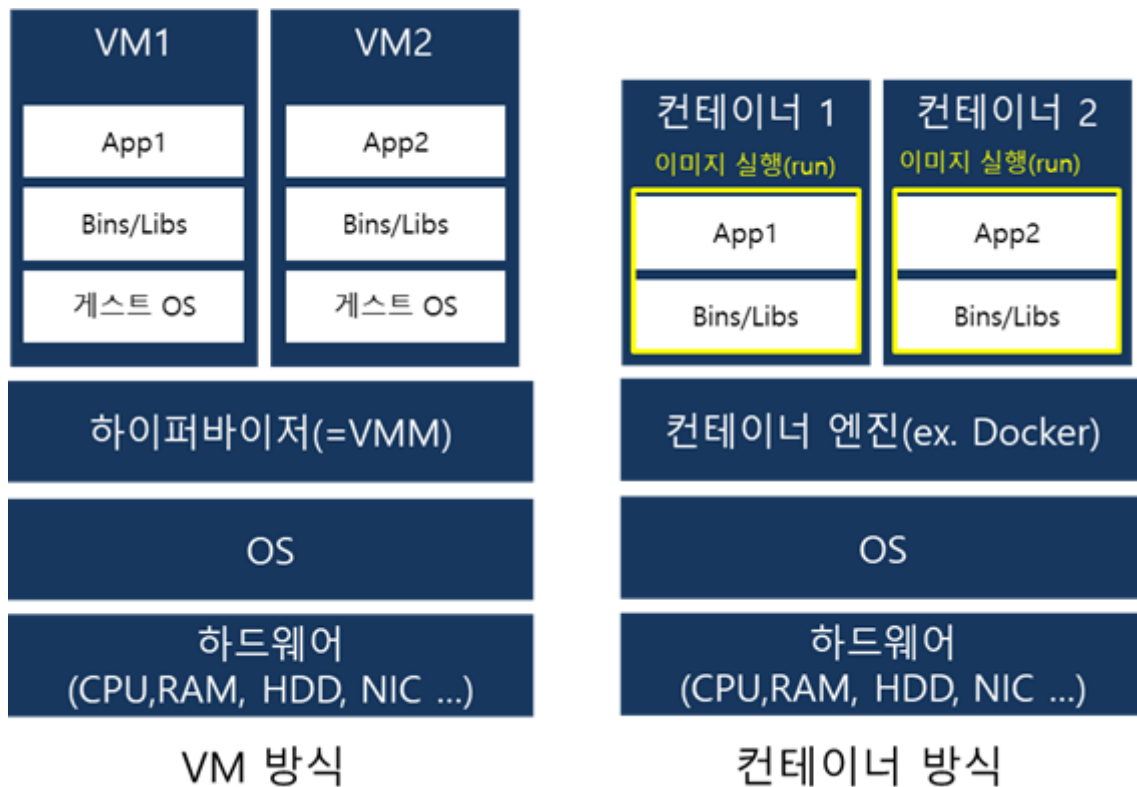 VM1
App1
Bins/Libs
게스트 OS
VM2
App2
Bins/Libs
게스트 OS
하이퍼바이저(=VMM)
OS
하드웨어
(CPU,RAM, HDD, NIC ...)
VM 방식
컨테이너 1
이미지 실행(run)
App1
Bins/Libs
컨테이너 2
이미지 실행(run)
App2
Bins/Libs
컨테이너 엔진(ex. Docker)
OS
하드웨어
(CPU,RAM, HDD, NIC ...)
컨테이너 방식